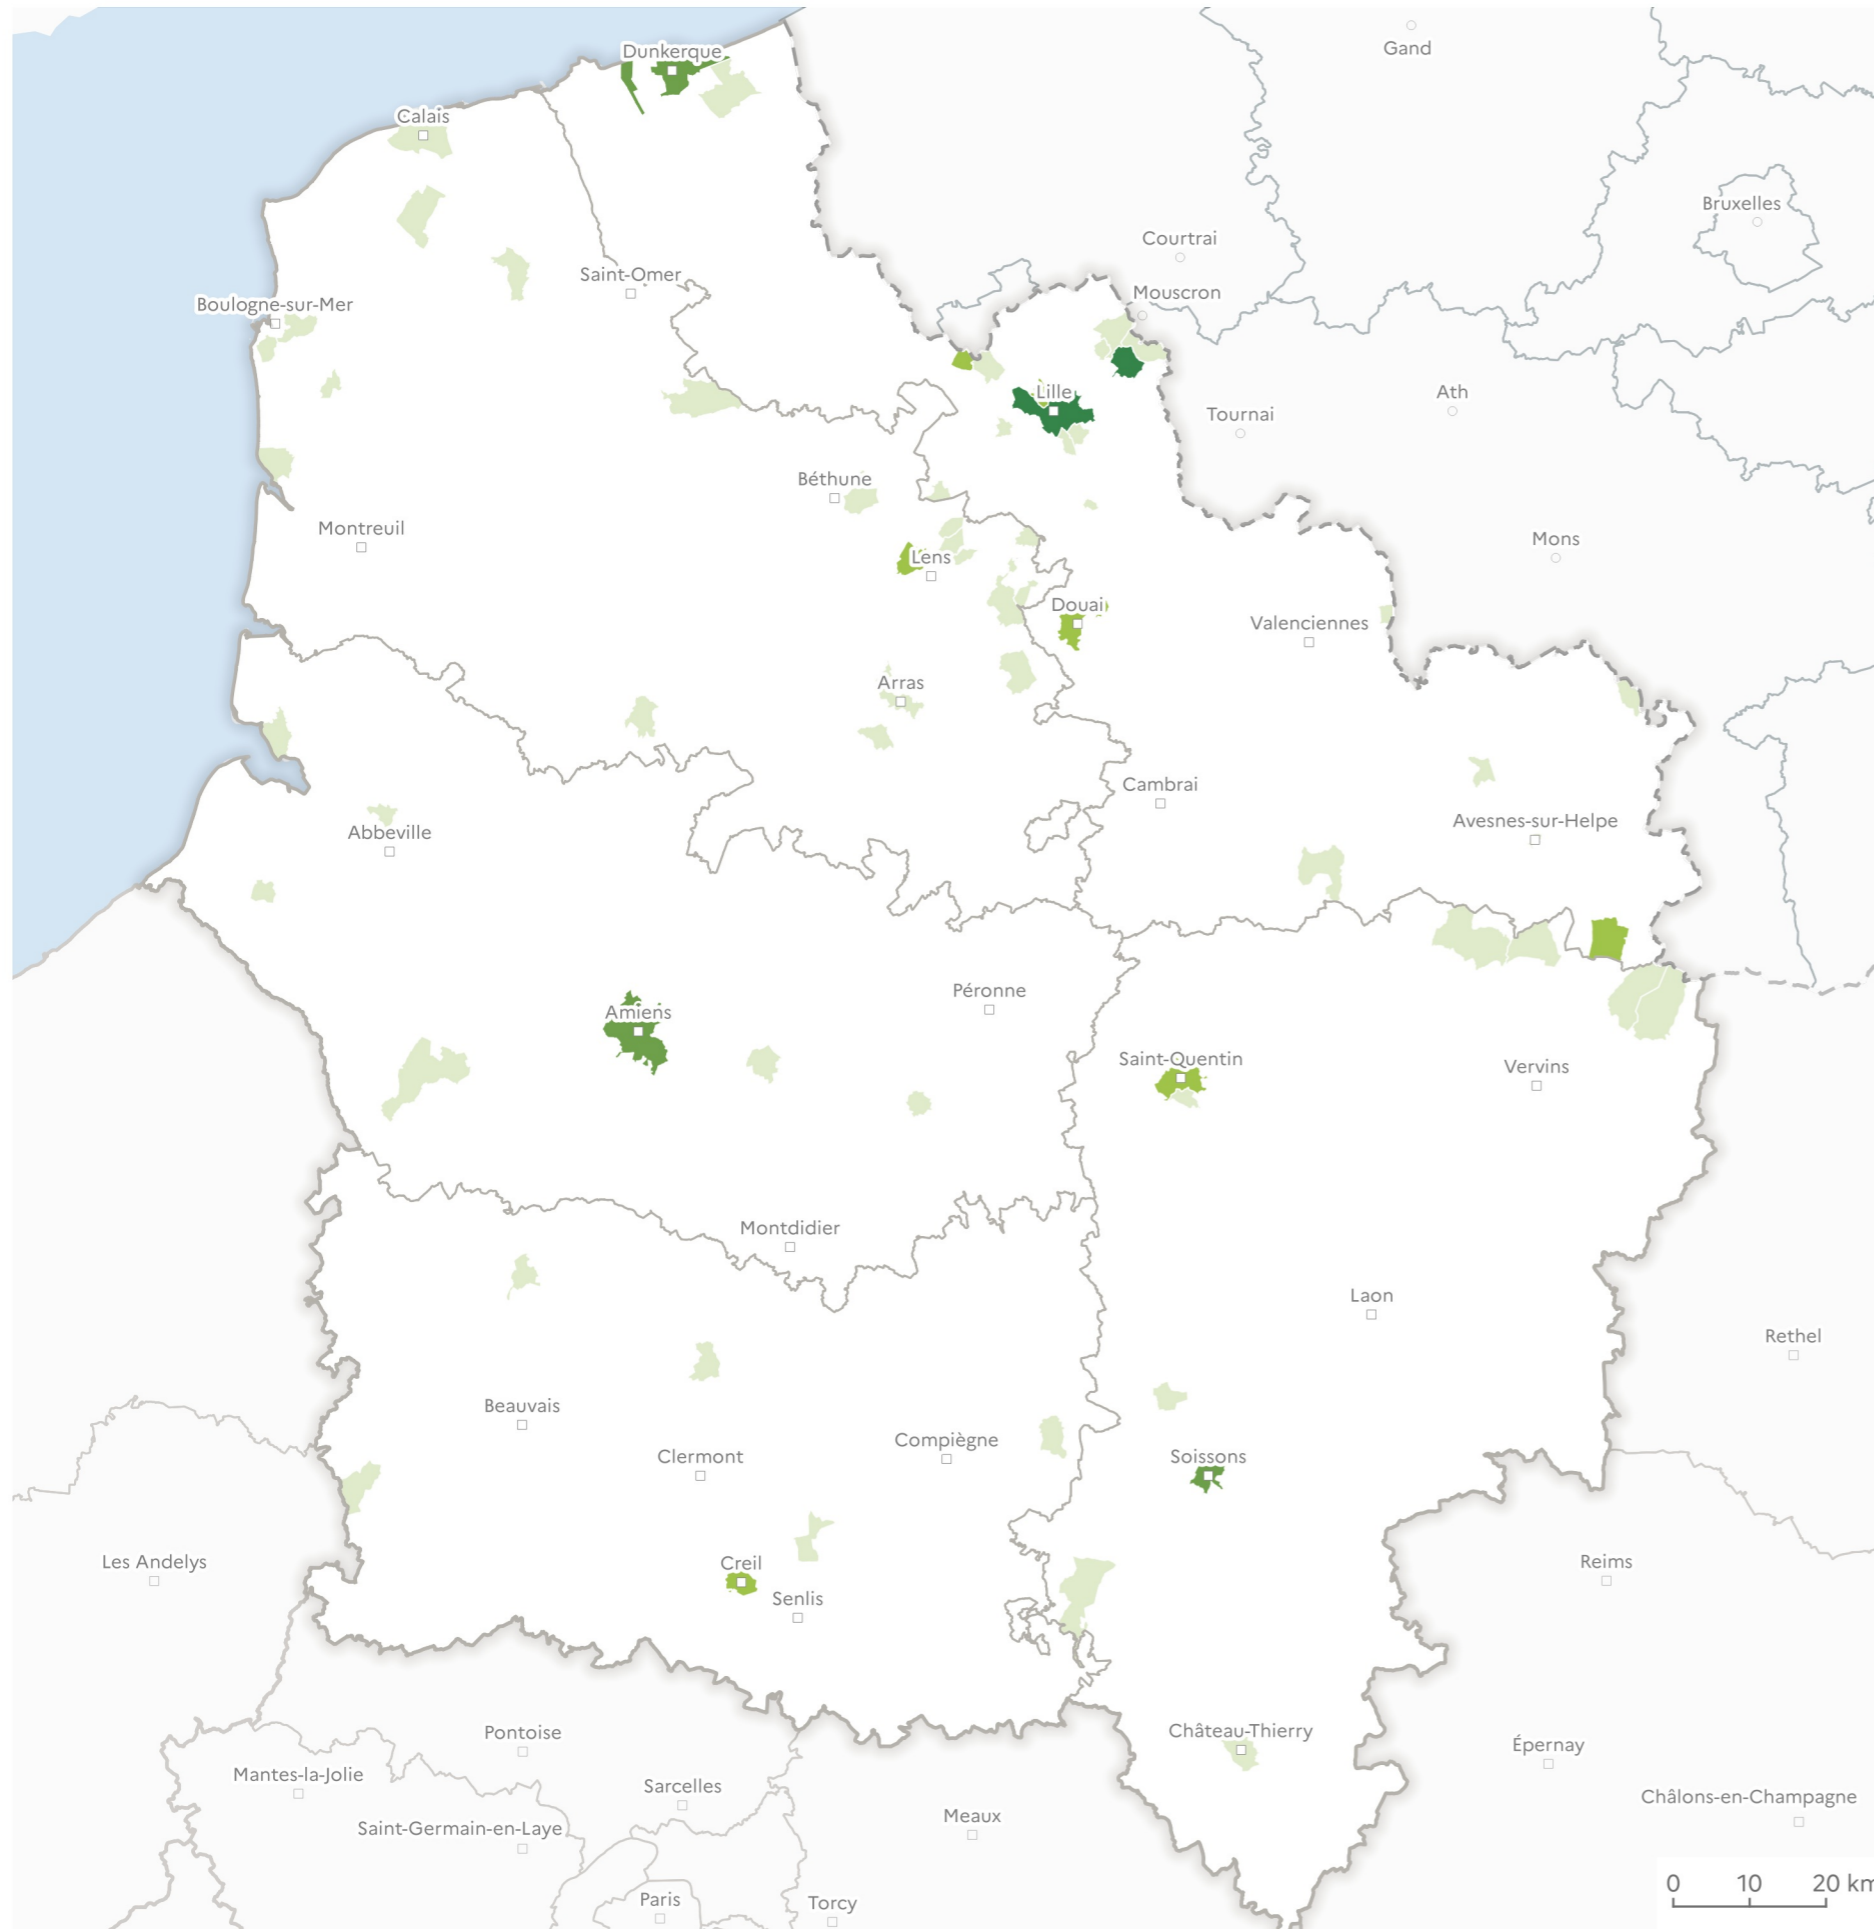 Gand
Dunkerque
Calais
Bruxelles
Courtrai
Saint-Omer
Mouscron
Boulogne-sur-Mer
Lille
Ath
Tournai
Béthune
Montreuil
Mons
Lens
Douai
Valenciennes
Arras
Cambrai
Avesnes-sur-Helpe
Abbeville
Péronne
Amiens
Saint-Quentin
Vervins
Montdidier
Laon
Rethel
Beauvais
Compiègne
Clermont
Soissons
Les Andelys
Creil
Reims
Senlis
Château-Thierry
Pontoise
Épernay
Mantes-la-Jolie
Sarcelles
Châlons-en-Champagne
Meaux
Saint-Germain-en-Laye
0 10 20 km
Paris
Torcy